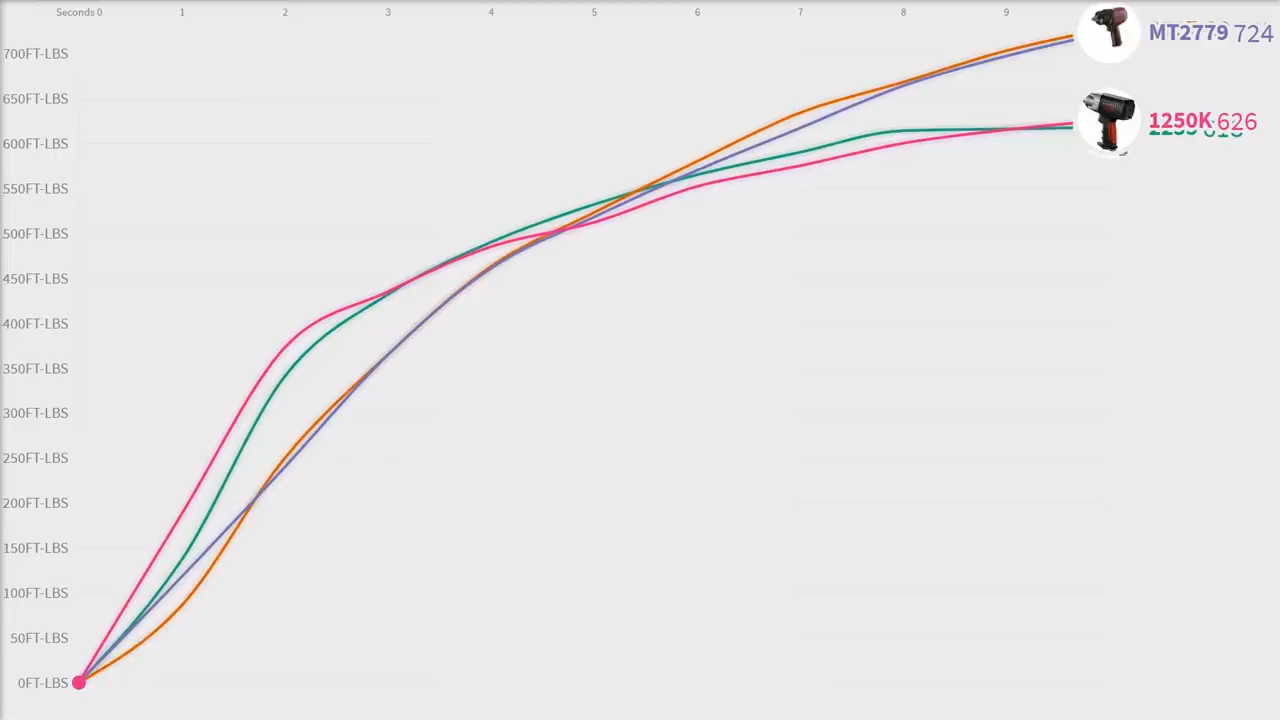 Seconds 0 1 2 3 4 5 6 7 8 9
700FT-LBS
MT2779 724
650FT-LBS
1250K 626
600FT-LBS
550FT-LBS
500FT-LBS
450FT-LBS
400FT-LBS
350FT-LBS
300FT-LBS
250FT-LBS
200FT-LBS
150FT-LBS
100FT-LBS
50FT-LBS
0FT-LBS